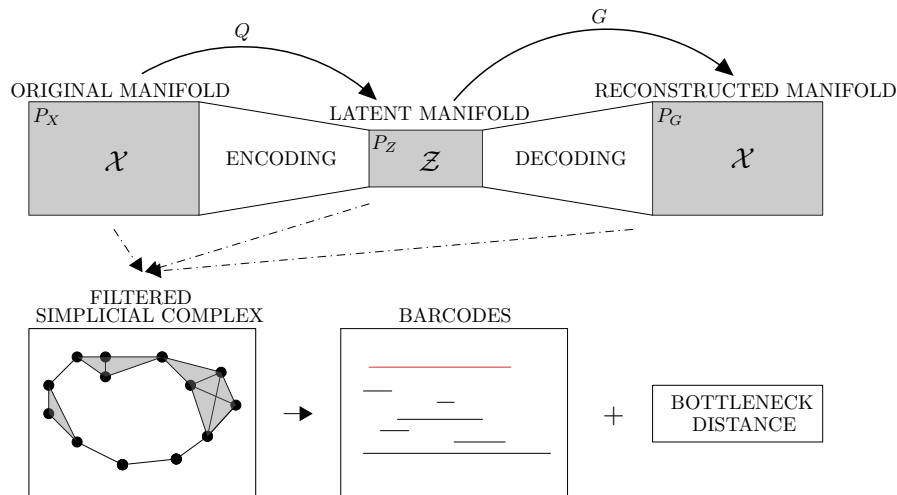 Q
G
ORIGINAL MANIFOLD
LATENT MANIFOLD
RECONSTRUCTED MANIFOLD
P_X
P_Z
P_G
𝒳
ENCODING
𝒵
DECODING
𝒳
FILTERED
SIMPLICIAL COMPLEX
BARCODES
+
BOTTLENECK
DISTANCE